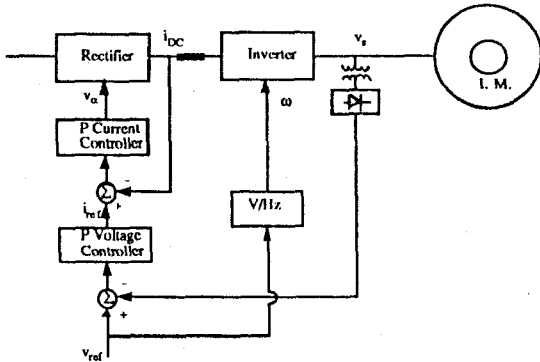 i_DC
v_s
Rectifier
Inverter
I. M.
v_α
ω
P Current
Controller
Σ
-
+
i_ref
V/Hz
P Voltage
Controller
Σ
-
+
v_ref